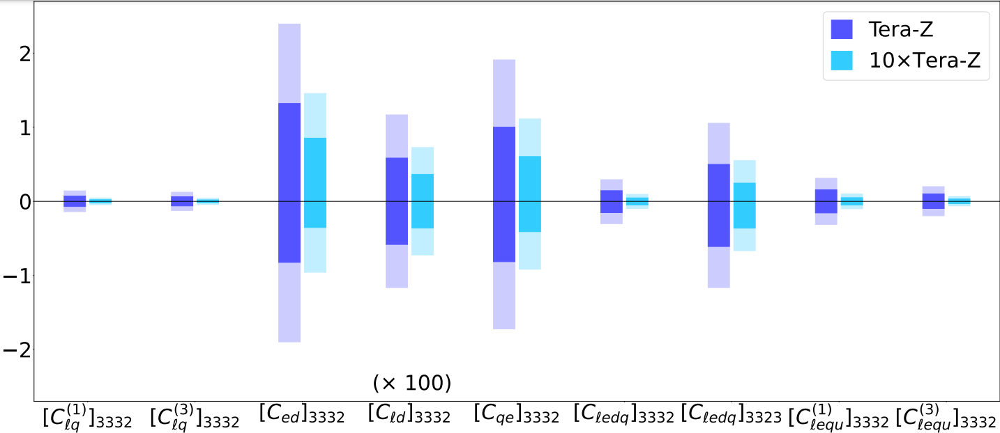 Tera-Z
10×Tera-Z
2
1
0
−1
−2
(× 100)
[C_{ℓq}^{(1)}]_{3332} [C_{ℓq}^{(3)}]_{3332} [C_{ed}]_{3332} [C_{ℓd}]_{3332} [C_{qe}]_{3332} [C_{ℓedq}]_{3332} [C_{ℓedq}]_{3323} [C_{ℓequ}^{(1)}]_{3332} [C_{ℓequ}^{(3)}]_{3332}